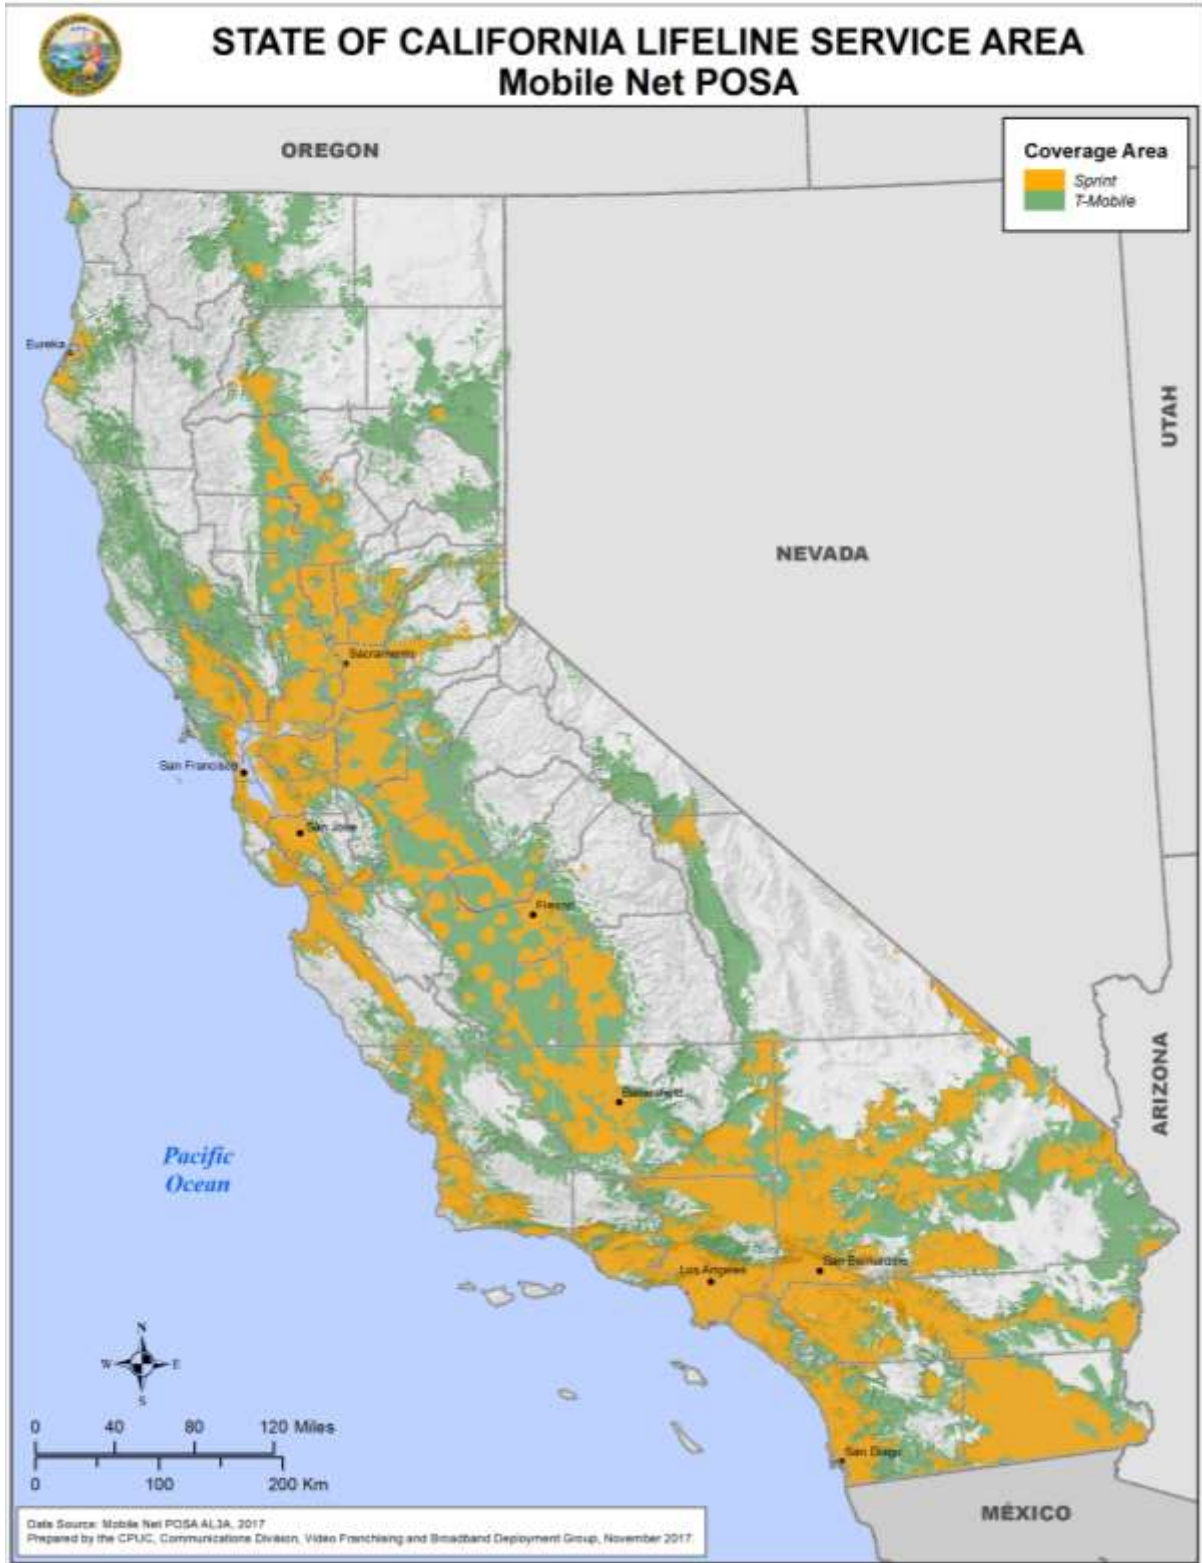 STATE OF CALIFORNIA LIFELINE SERVICE AREA
Mobile Net POSA
OREGON
Coverage Area
Sprint
T-Mobile
Eureka
UTAH
NEVADA
Sacramento
San Francisco
San Jose
Fresno
ARIZONA
Bakersfield
Pacific
Ocean
San Bernardino
Los Angeles
N
W
E
S
0 40 80 120 Miles
0 100 200 Km
San Diego
MÉXICO
Data Source: Mobile Net POSA AL3A, 2017
Prepared by the CPUC, Communications Division, Video Franchising and Broadband Deployment Group, November 2017